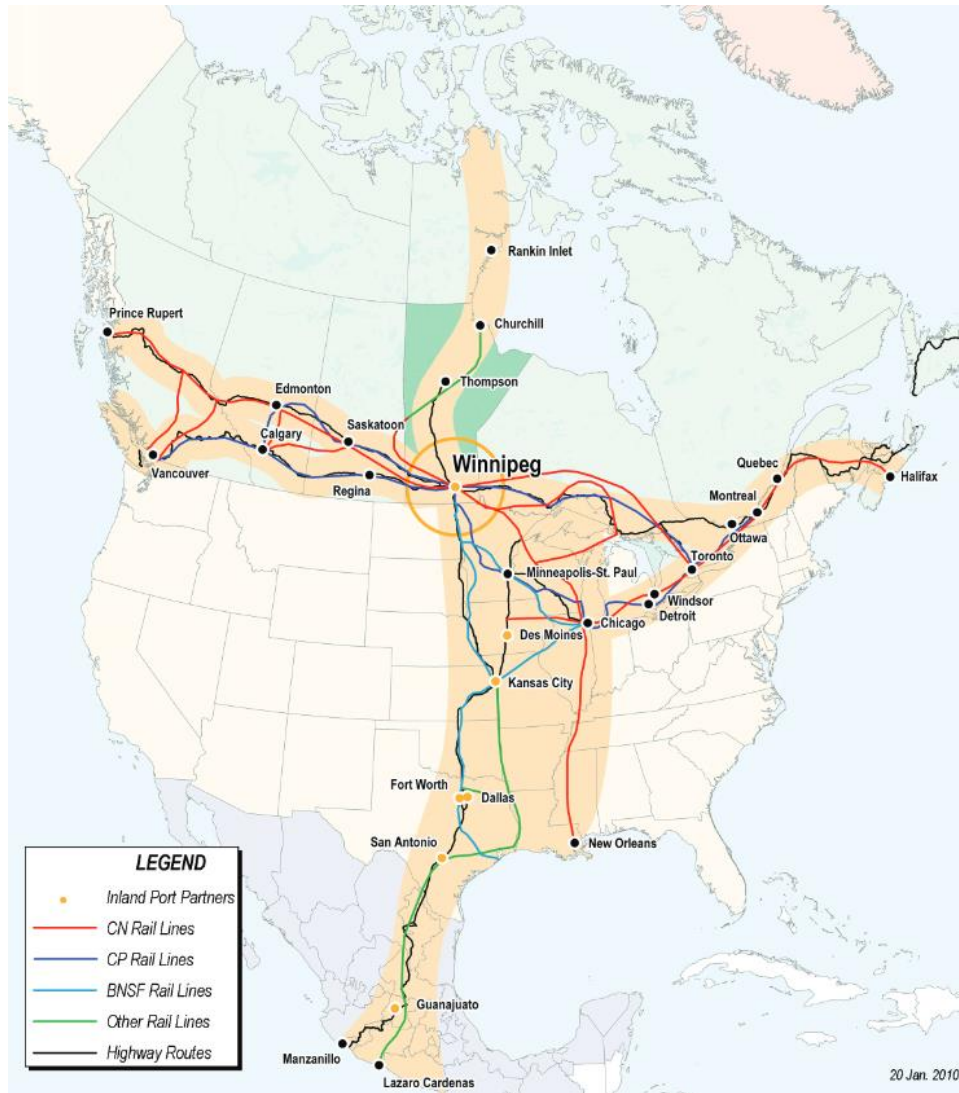 Rankin Inlet
Prince Rupert
Churchill
Thompson
Edmonton
Saskatoon
Calgary
Winnipeg
Vancouver
Regina
Quebec
Halifax
Montreal
Ottawa
Toronto
Minneapolis-St. Paul
Windsor
Detroit
Chicago
Des Moines
Kansas City
Fort Worth
Dallas
San Antonio
New Orleans
LEGEND
Inland Port Partners
CN Rail Lines
CP Rail Lines
BNSF Rail Lines
Other Rail Lines
Highway Routes
Guanajuato
Manzanillo
Lazaro Cardenas
20 Jan. 2010